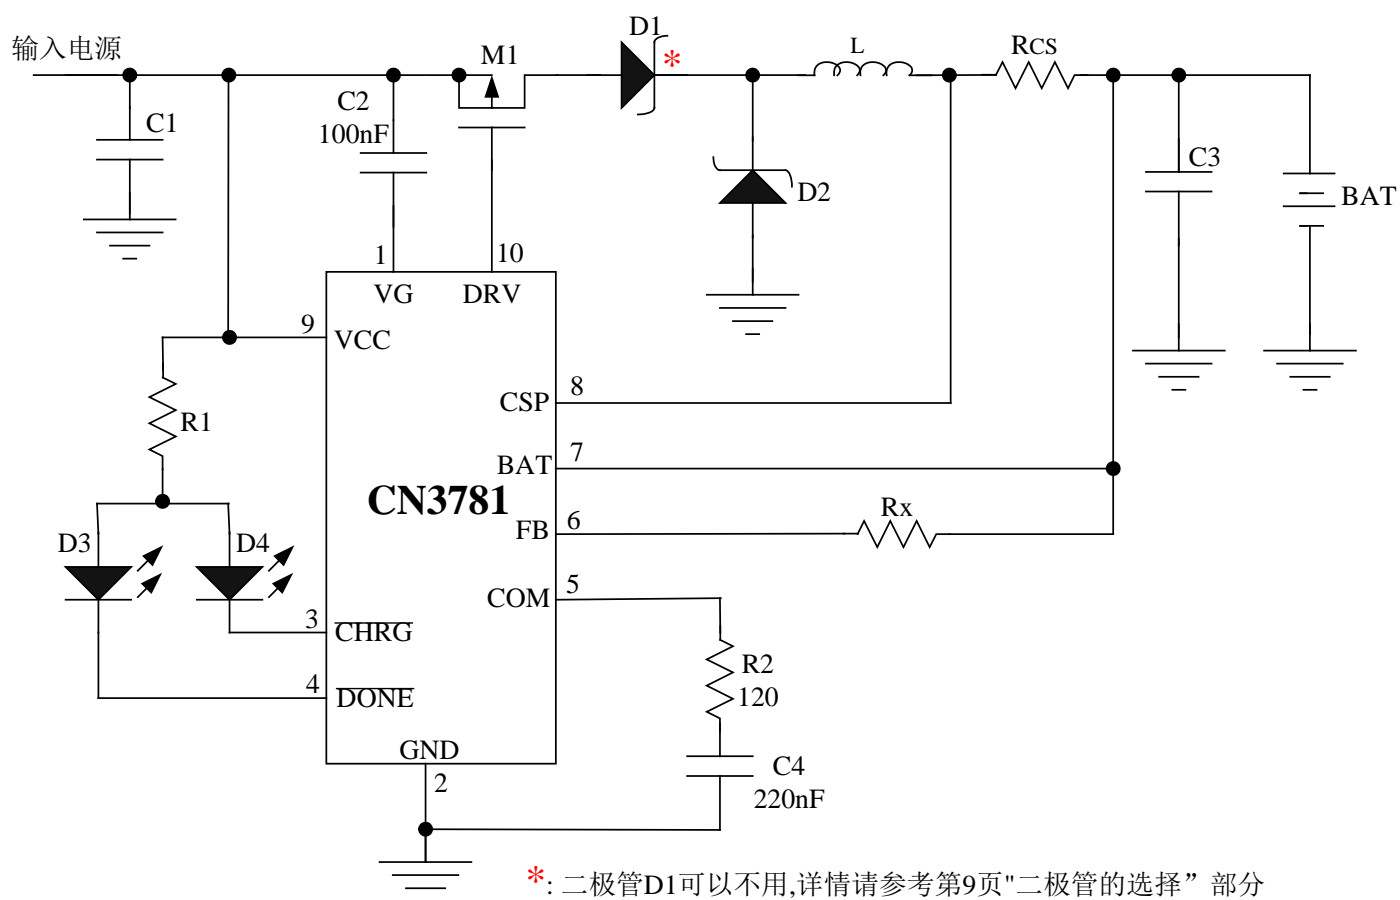 输入电源
D1
*
L
RCS
M1
C2
100nF
C1
C3
D2
BAT
1
10
VG
DRV
9
VCC
8
CSP
R1
7
BAT
CN3781
Rx
6
FB
D3
D4
5
COM
3
CHRG
R2
120
4
DONE
GND
2
C4
220nF
*: 二极管D1可以不用,详情请参考第9页"二极管的选择”部分